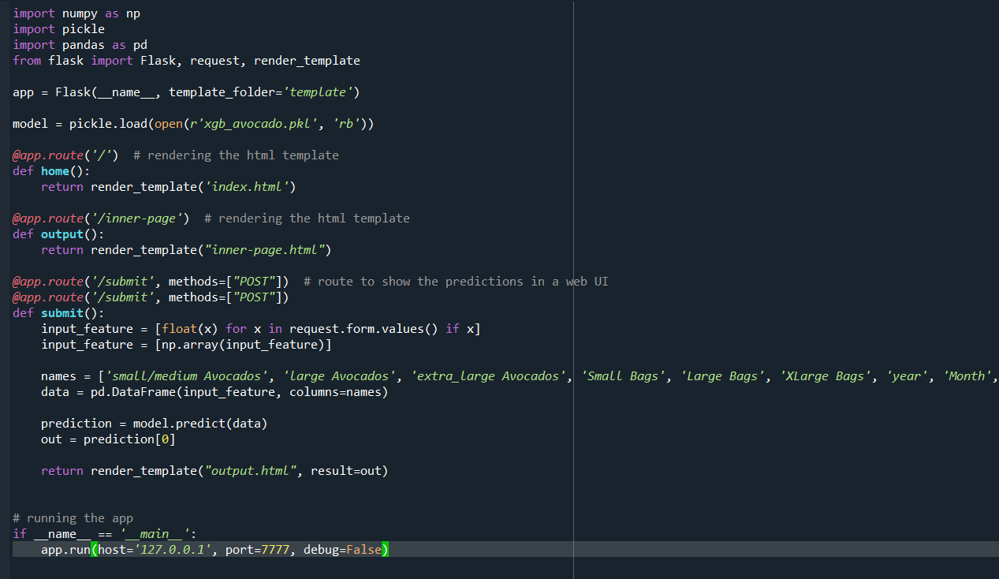 import numpy as np
import pickle
import pandas as pd
from flask import Flask, request, render_template

app = Flask(__name__, template_folder='template')

model = pickle.load(open(r'xgb_avocado.pkl', 'rb'))

@app.route('/')  # rendering the html template
def home():
    return render_template('index.html')

@app.route('/inner-page')  # rendering the html template
def output():
    return render_template("inner-page.html")

@app.route('/submit', methods=["POST"])  # route to show the predictions in a web UI
@app.route('/submit', methods=["POST"])
def submit():
    input_feature = [float(x) for x in request.form.values() if x]
    input_feature = [np.array(input_feature)]

    names = ['small/medium Avocados', 'large Avocados', 'extra_large Avocados', 'Small Bags', 'Large Bags', 'XLarge Bags', 'year', 'Month',
    data = pd.DataFrame(input_feature, columns=names)

    prediction = model.predict(data)
    out = prediction[0]

    return render_template("output.html", result=out)


# running the app
if __name__ == '__main__':
    app.run(host='127.0.0.1', port=7777, debug=False)